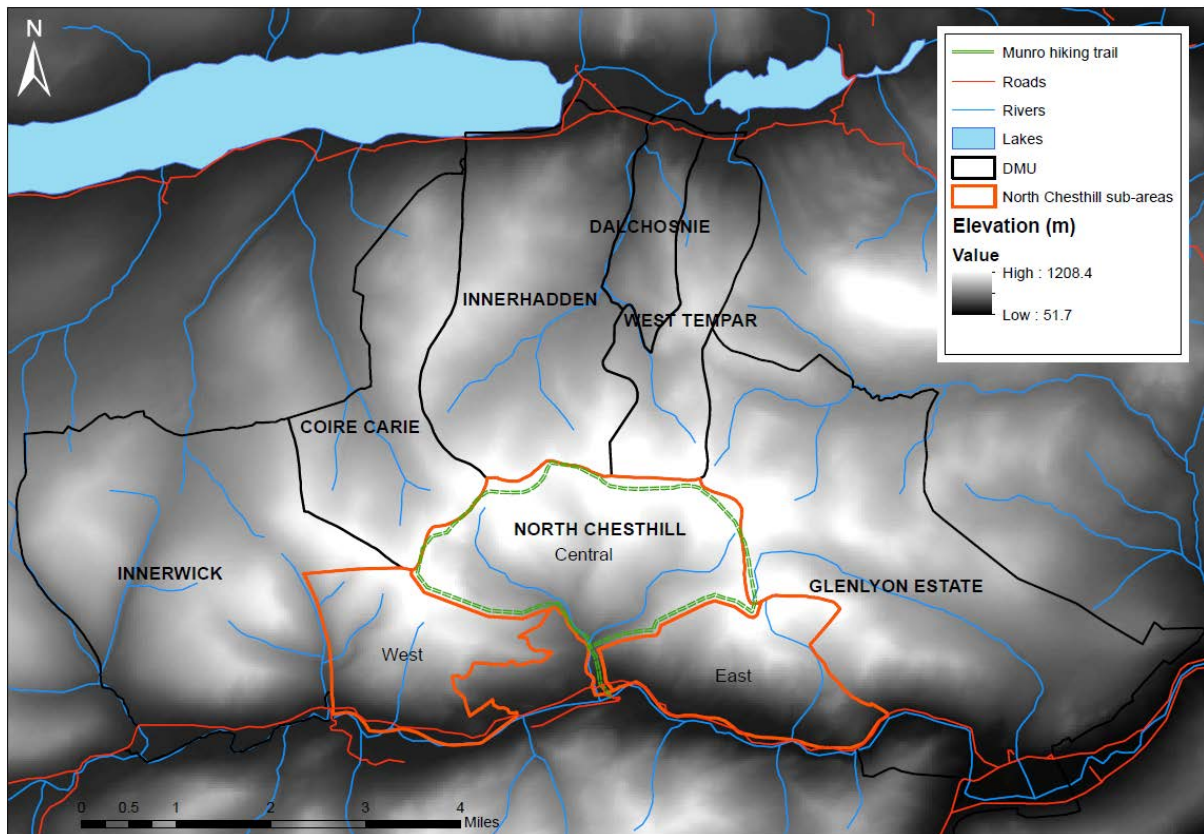 N
Munro hiking trail
Roads
Rivers
Lakes
DMU
North Chesthill sub-areas
Elevation (m)
Value
High : 1208.4
Low : 51.7
DALCHOSNIE
INNERHADDEN
WEST TEMPAR
COIRE CARIE
NORTH CHESTHILL
Central
INNERWICK
GLENLYON ESTATE
West
East
0 0.5 1 2 3 4
Miles